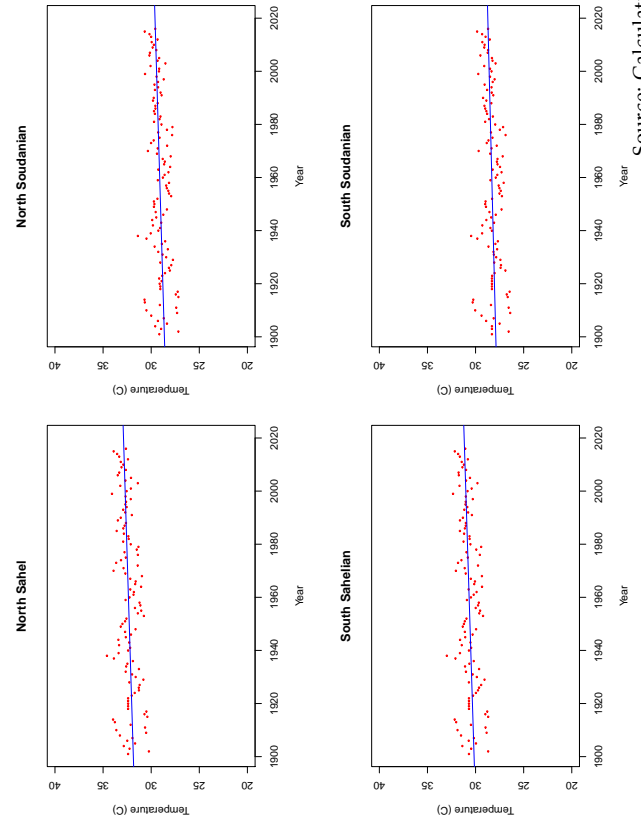 North Sahel
Temperature (C)
40
35
30
25
20
1900 1920 1940 1960 1980 2000 2020
Year
North Soudanian
Temperature (C)
40
35
30
25
20
1900 1920 1940 1960 1980 2000 2020
Year
South Sahelian
Temperature (C)
40
35
30
25
20
1900 1920 1940 1960 1980 2000 2020
Year
South Soudanian
Temperature (C)
40
35
30
25
20
1900 1920 1940 1960 1980 2000 2020
Year
Source: Calculat